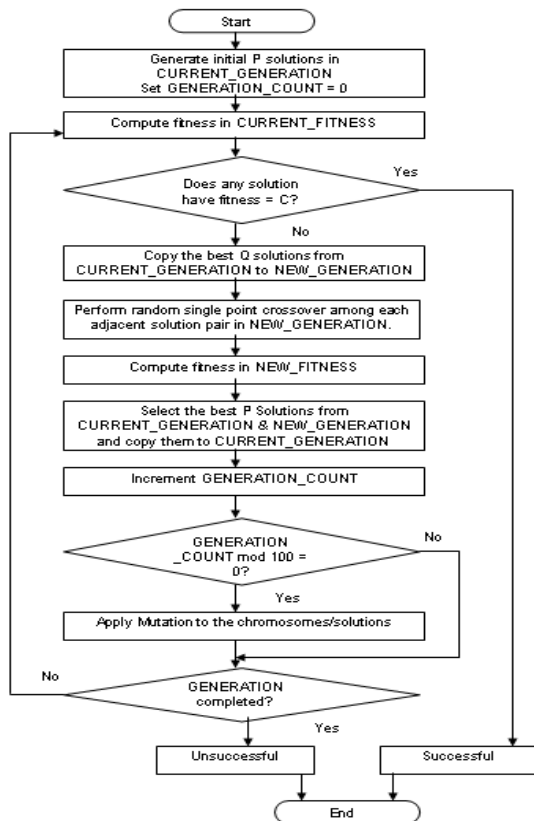 Start
Generate initial P solutions in
CURRENT_GENERATION
Set GENERATION_COUNT = 0
Compute fitness in CURRENT_FITNESS
Yes
Does any solution
have fitness = C?
No
Copy the best Q solutions from
CURRENT_GENERATION to NEW_GENERATION
Perform random single point crossover among each
adjacent solution pair in NEW_GENERATION.
Compute fitness in NEW_FITNESS
Select the best P Solutions from
CURRENT_GENERATION & NEW_GENERATION
and copy them to CURRENT_GENERATION
Increment GENERATION_COUNT
No
GENERATION
_COUNT mod 100 =
0?
Yes
Apply Mutation to the chromosomes/solutions
No
GENERATION
completed?
Yes
Unsuccessful
Successful
End